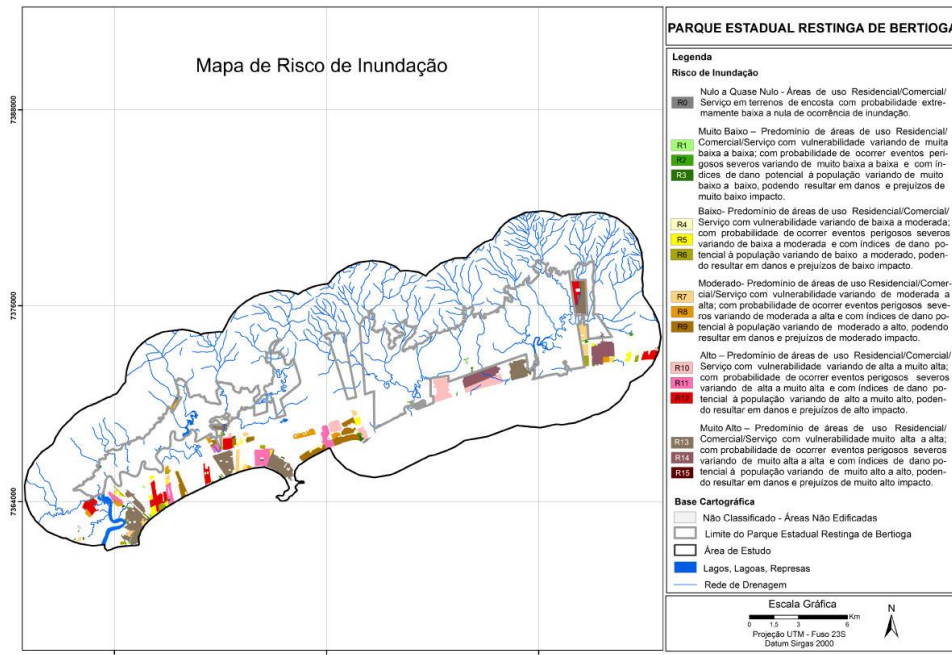 PARQUE ESTADUAL RESTINGA DE BERTIOGA
Mapa de Risco de Inundação
7388000
7376000
7364000
Legenda
Risco de Inundação
R0
Nulo a Quase Nulo - Áreas de uso Residencial/Comercial/
Serviço em terrenos de encosta com probabilidade extre-
mamente baixa a nula de ocorrência de inundação.
R1
R2
R3
Muito Baixo – Predomínio de áreas de uso Residencial/
Comercial/Serviço com vulnerabilidade variando de muita
baixa a baixa; com probabilidade de ocorrer eventos peri-
gosos severos variando de muito baixa a baixa e com ín-
dices de dano potencial à população variando de muito
baixo a baixo, podendo resultar em danos e prejuízos de
muito baixo impacto.
R4
R5
R6
Baixo- Predomínio de áreas de uso Residencial/Comercial/
Serviço com vulnerabilidade variando de baixa a moderada;
com probabilidade de ocorrer eventos perigosos severos
variando de baixa a moderada e com índices de dano po-
tencial à população variando de baixo a moderado, poden-
do resultar em danos e prejuízos de baixo impacto.
R7
R8
R9
Moderado- Predomínio de áreas de uso Residencial/Comer-
cial/Serviço com vulnerabilidade variando de moderada a
alta; com probabilidade de ocorrer eventos perigosos seve-
ros variando de moderada a alta e com índices de dano po-
tencial à população variando de moderado a alto, podendo
resultar em danos e prejuízos de moderado impacto.
R10
R11
R12
Alto – Predomínio de áreas de uso Residencial/Comercial/
Serviço com vulnerabilidade variando de alta a muito alta;
com probabilidade de ocorrer eventos perigosos severos
variando de alta a muito alta e com índices de dano po-
tencial à população variando de alto a muito alto, poden-
do resultar em danos e prejuízos de alto impacto.
R13
R14
R15
Muito Alto – Predomínio de áreas de uso Residencial/
Comercial/Serviço com vulnerabilidade muito alta a alta;
com probabilidade de ocorrer eventos perigosos severos
variando de muito alta a alta e com índices de dano po-
tencial à população variando de muito alto a alto, poden-
do resultar em danos e prejuízos de muito alto impacto.
Base Cartográfica
Não Classificado - Áreas Não Edificadas
Limite do Parque Estadual Restinga de Bertioga
Área de Estudo
Lagos, Lagoas, Represas
Rede de Drenagem
Escala Gráfica
Km
0 1,5 3 6
N
Projeção UTM - Fuso 23S
Datum Sirgas 2000